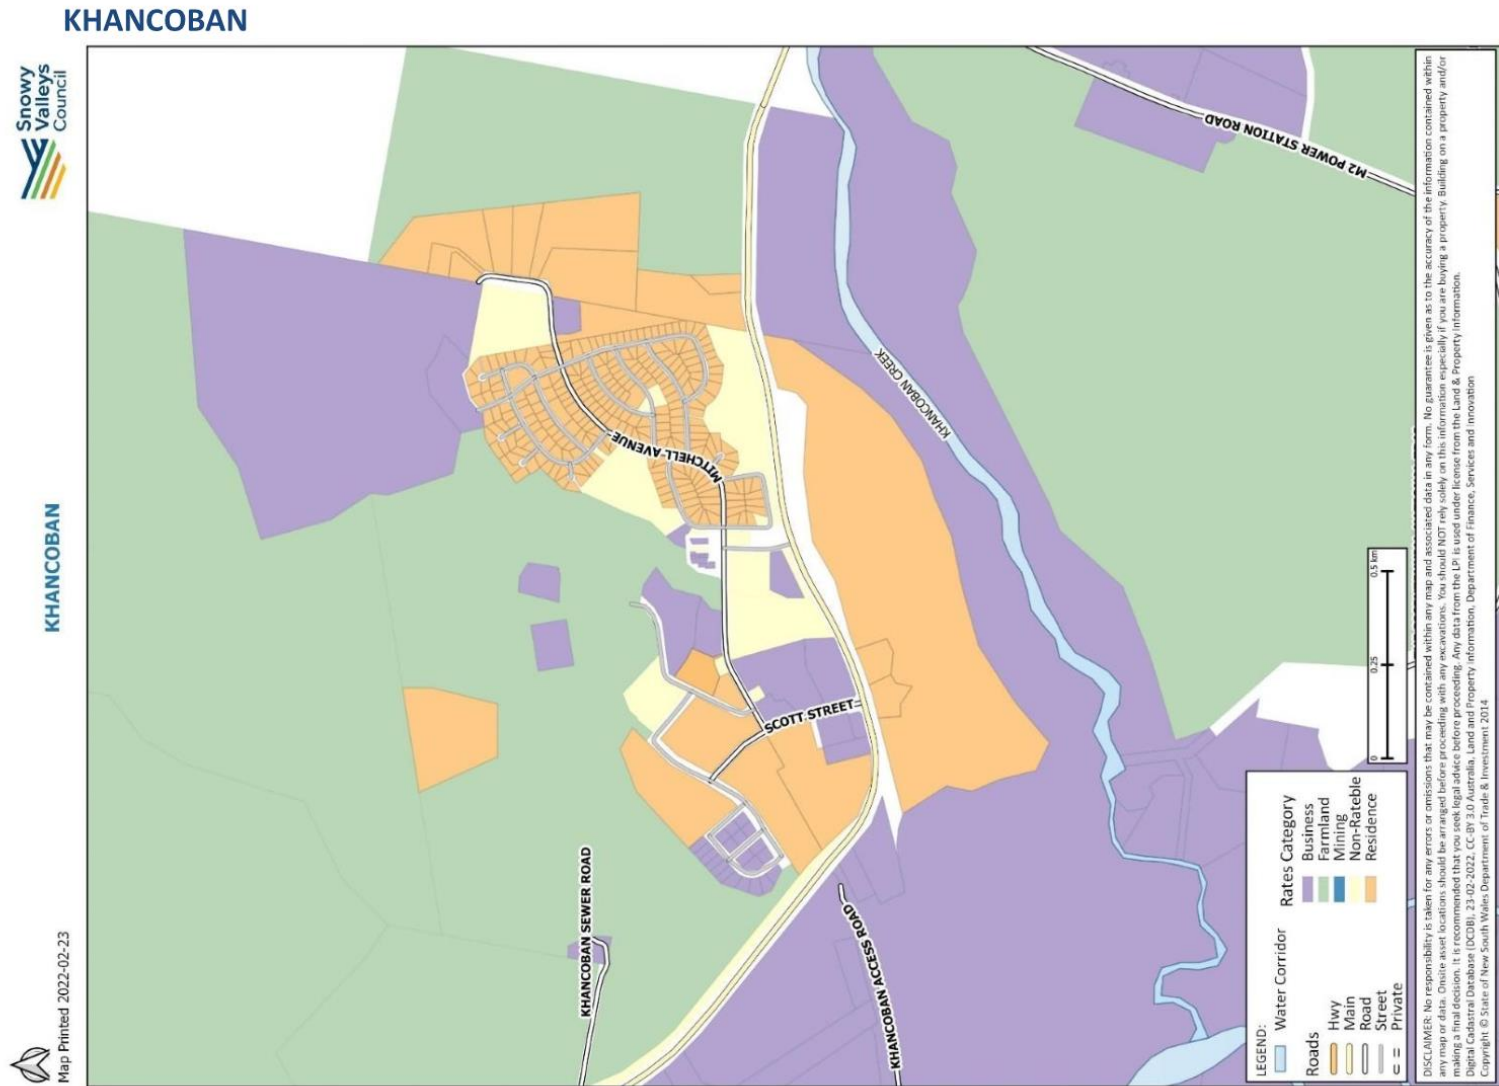 KHANCOBAN
Snowy
Valleys
Council
KHANCOBAN
Map Printed 2022-02-23
M2 POWER STATION ROAD
KHANCOBAN CREEK
MITCHELL AVENUE
SCOTT STREET
KHANCOBAN SEWER ROAD
KHANCOBAN ACCESS ROAD
0
0.25
0.5 km
LEGEND:
Water Corridor
Roads
Hwy
Main
Road
Street
Private
Rates Category
Business
Farmland
Mining
Non-Rateble
Residence
DISCLAIMER: No responsibility is taken for any errors or omissions that may be contained within any map and associated data in any form. No guarantee is given as to the accuracy of the information contained within
any map or data. Onsite asset locations should be arranged before proceeding with any excavations. You should NOT rely solely on this information especially if you are buying a property. Building on a property and/or
making a final decision. It is recommended that you seek legal advice before proceeding. Any data from the LPI is used under license from the Land & Property Information.
Digital Cadastral Database (DCDB), 23-02-2022, CC-BY 3.0 Australia, Land and Property Information, Department of Finance, Services and Innovation
Copyright © State of New South Wales Department of Trade & Investment 2014